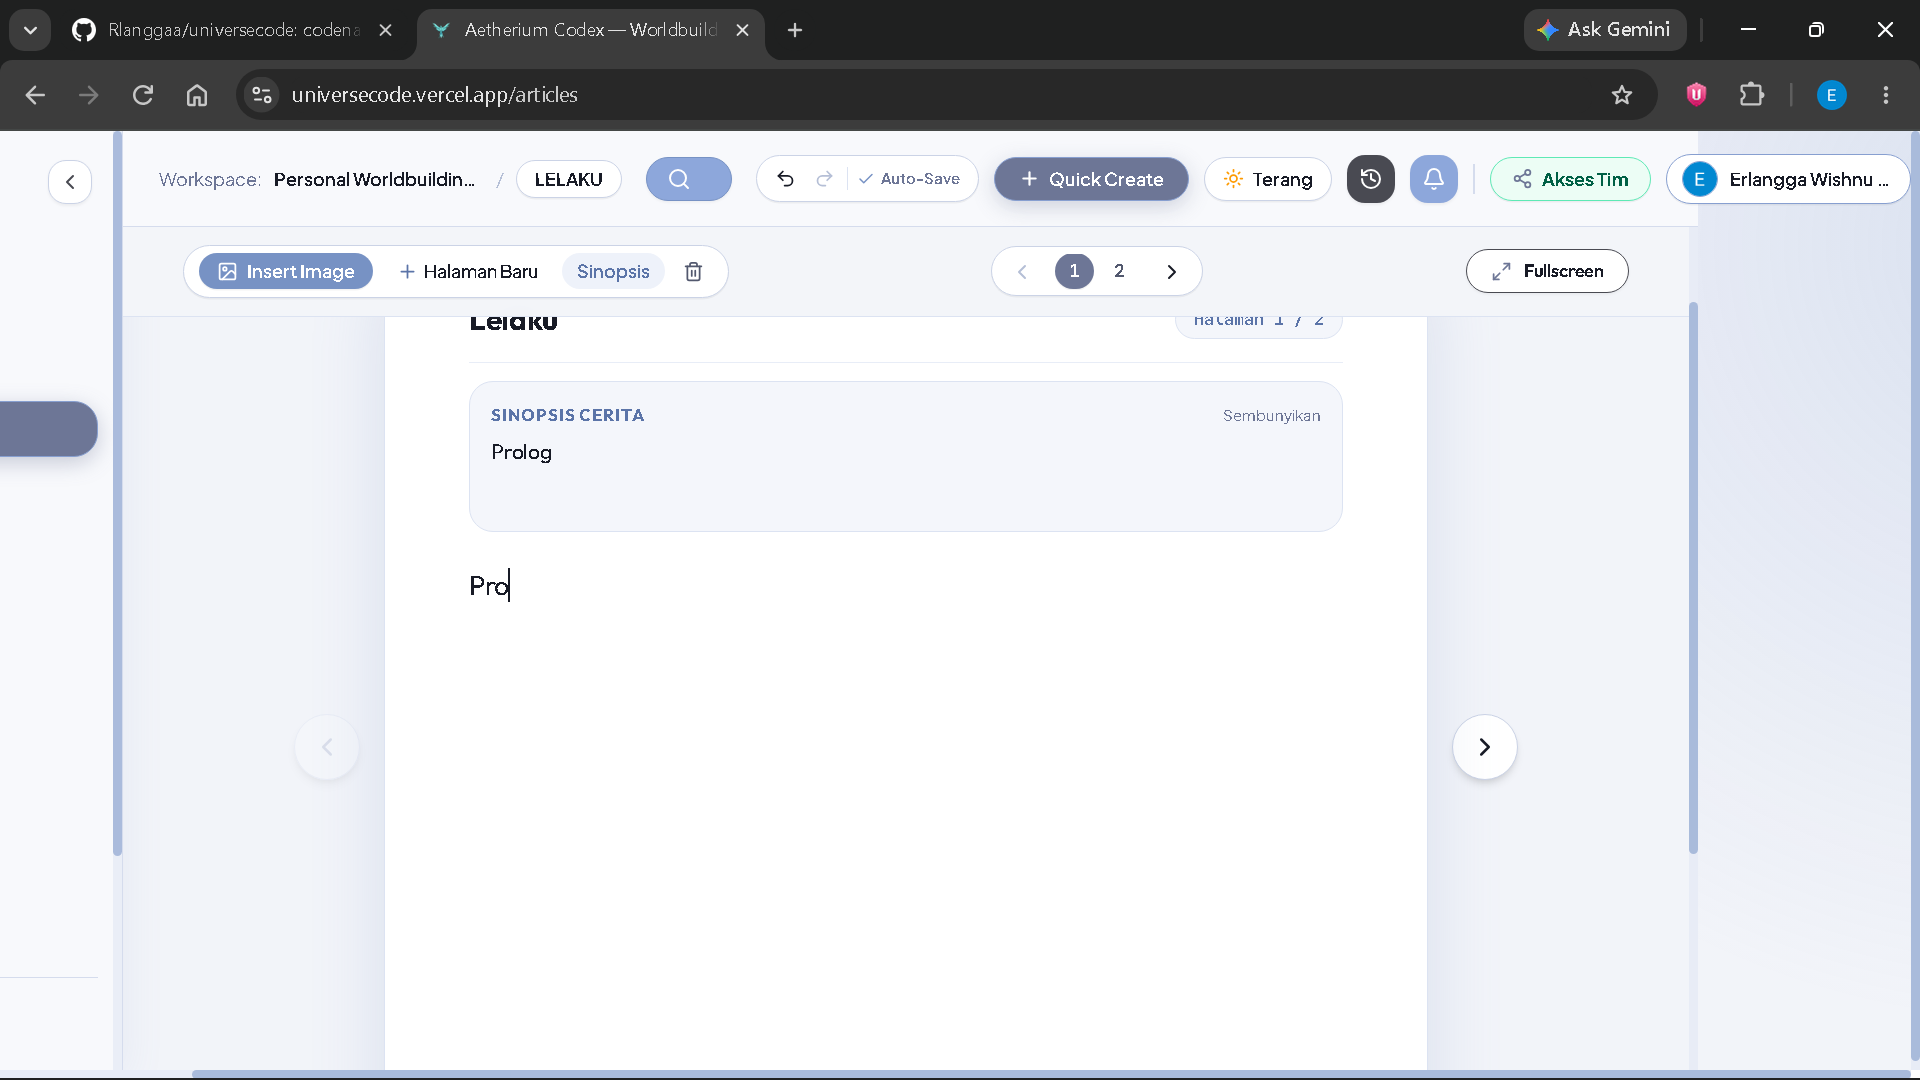 Rlanggaa/universecode: codena
Aetherium Codex — Worldbuild
Ask Gemini
universecode.vercel.app/articles
E
Workspace: Personal Worldbuildin... / LELAKU
Auto-Save
Quick Create
Terang
Akses Tim
E Erlangga Wishnu ...
Insert Image
Halaman Baru
Sinopsis
1 2
Fullscreen
Lelaku
Halaman 1 / 2
SINOPSIS CERITA
Sembunyikan
Prolog
Pro